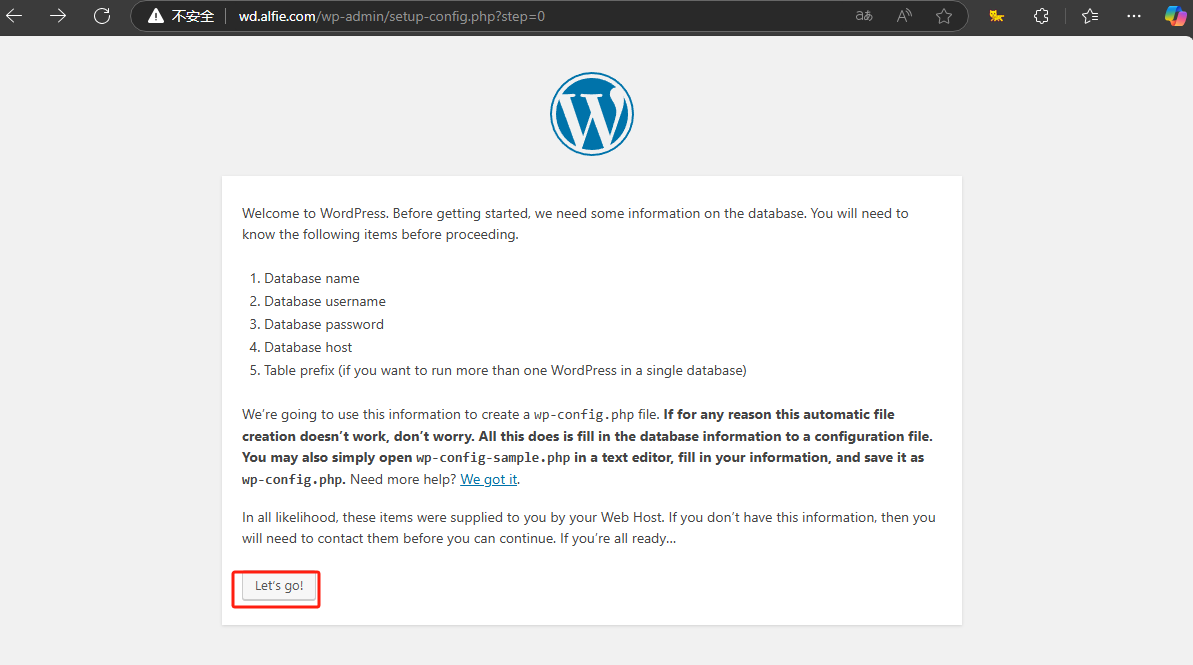 不安全 wd.alfie.com/wp-admin/setup-config.php?step=0 aあ A
Welcome to WordPress. Before getting started, we need some information on the database. You will need to
know the following items before proceeding.
1. Database name
2. Database username
3. Database password
4. Database host
5. Table prefix (if you want to run more than one WordPress in a single database)
We’re going to use this information to create a wp-config.php file. If for any reason this automatic file
creation doesn’t work, don’t worry. All this does is fill in the database information to a configuration file.
You may also simply open wp-config-sample.php in a text editor, fill in your information, and save it as
wp-config.php. Need more help? We got it.
In all likelihood, these items were supplied to you by your Web Host. If you don’t have this information, then you
will need to contact them before you can continue. If you’re all ready…
Let’s go!